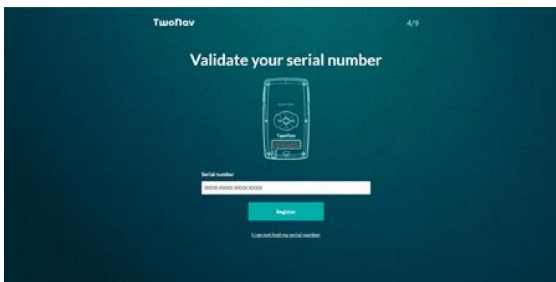 TwoNav
4/9
Validate your serial number
TwoNav
Serial number
XXXXX-XXXXX-XXXXX-XXXXX
Register
I can not find my serial number